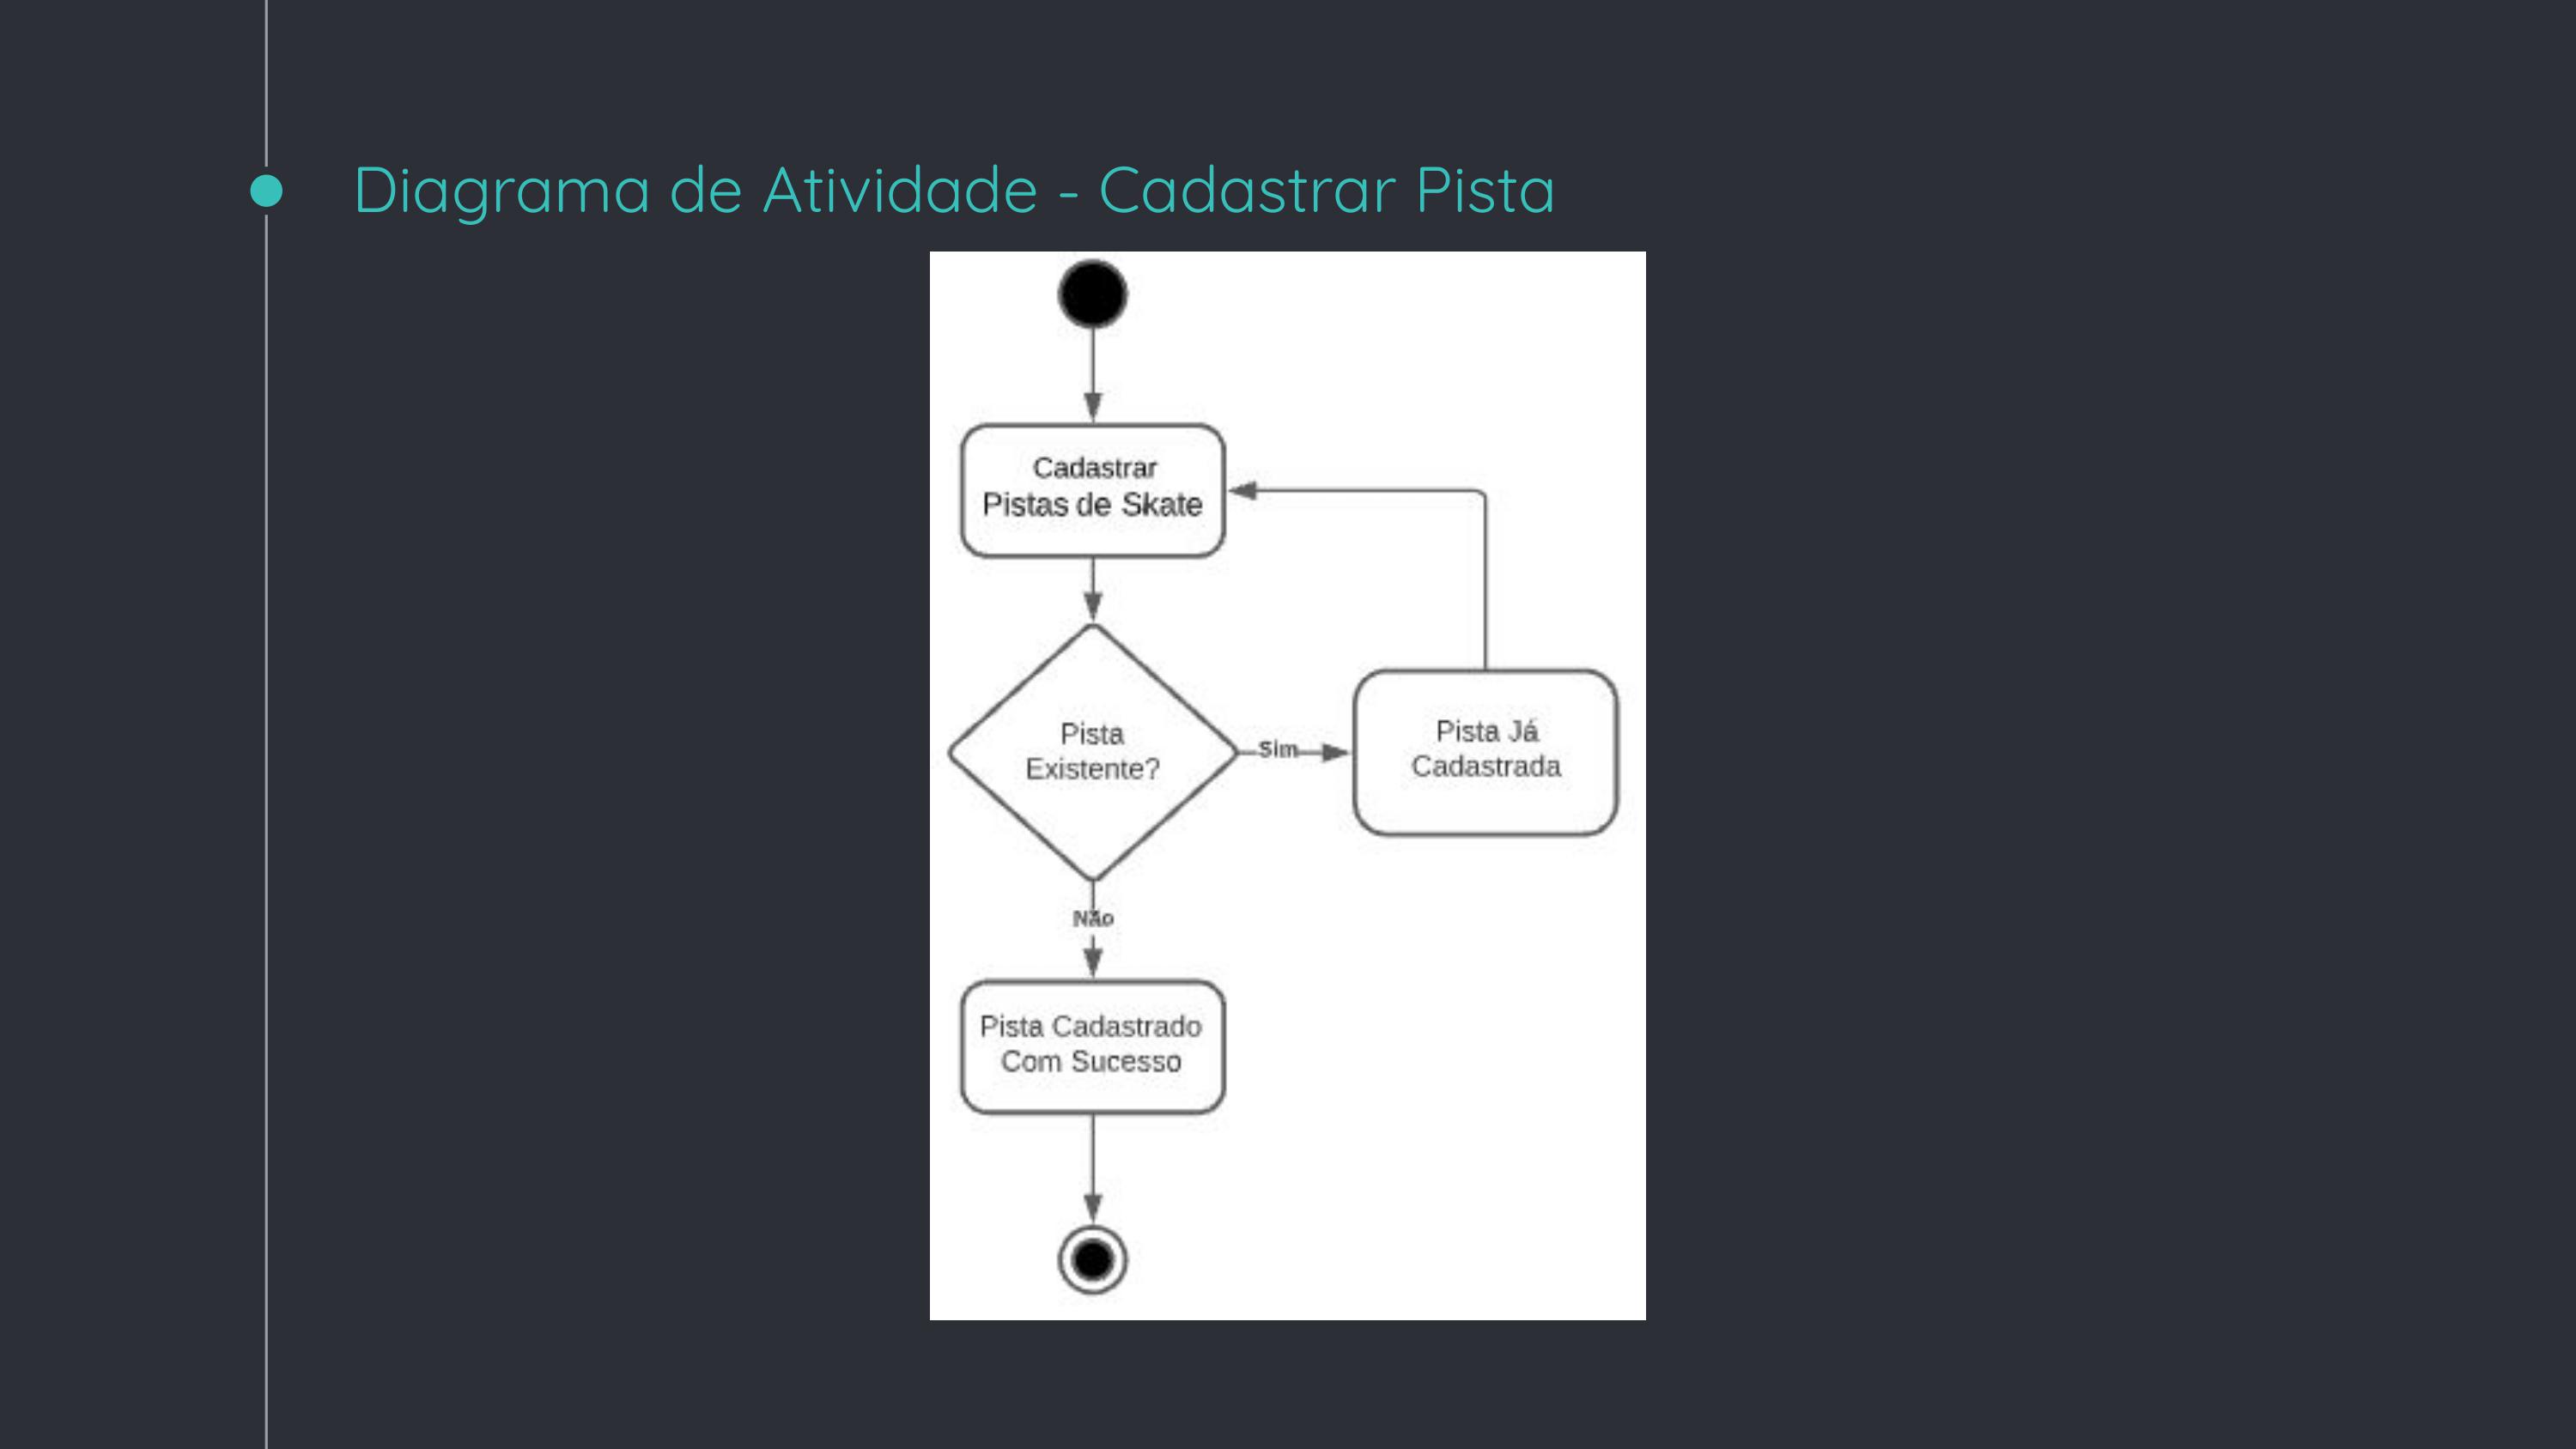 Diagrama de Atividade - Cadastrar Pista
Cadastrar
Pistas de Skate
Pista
Existente?
Sim
Pista Já
Cadastrada
Não
Pista Cadastrado
Com Sucesso